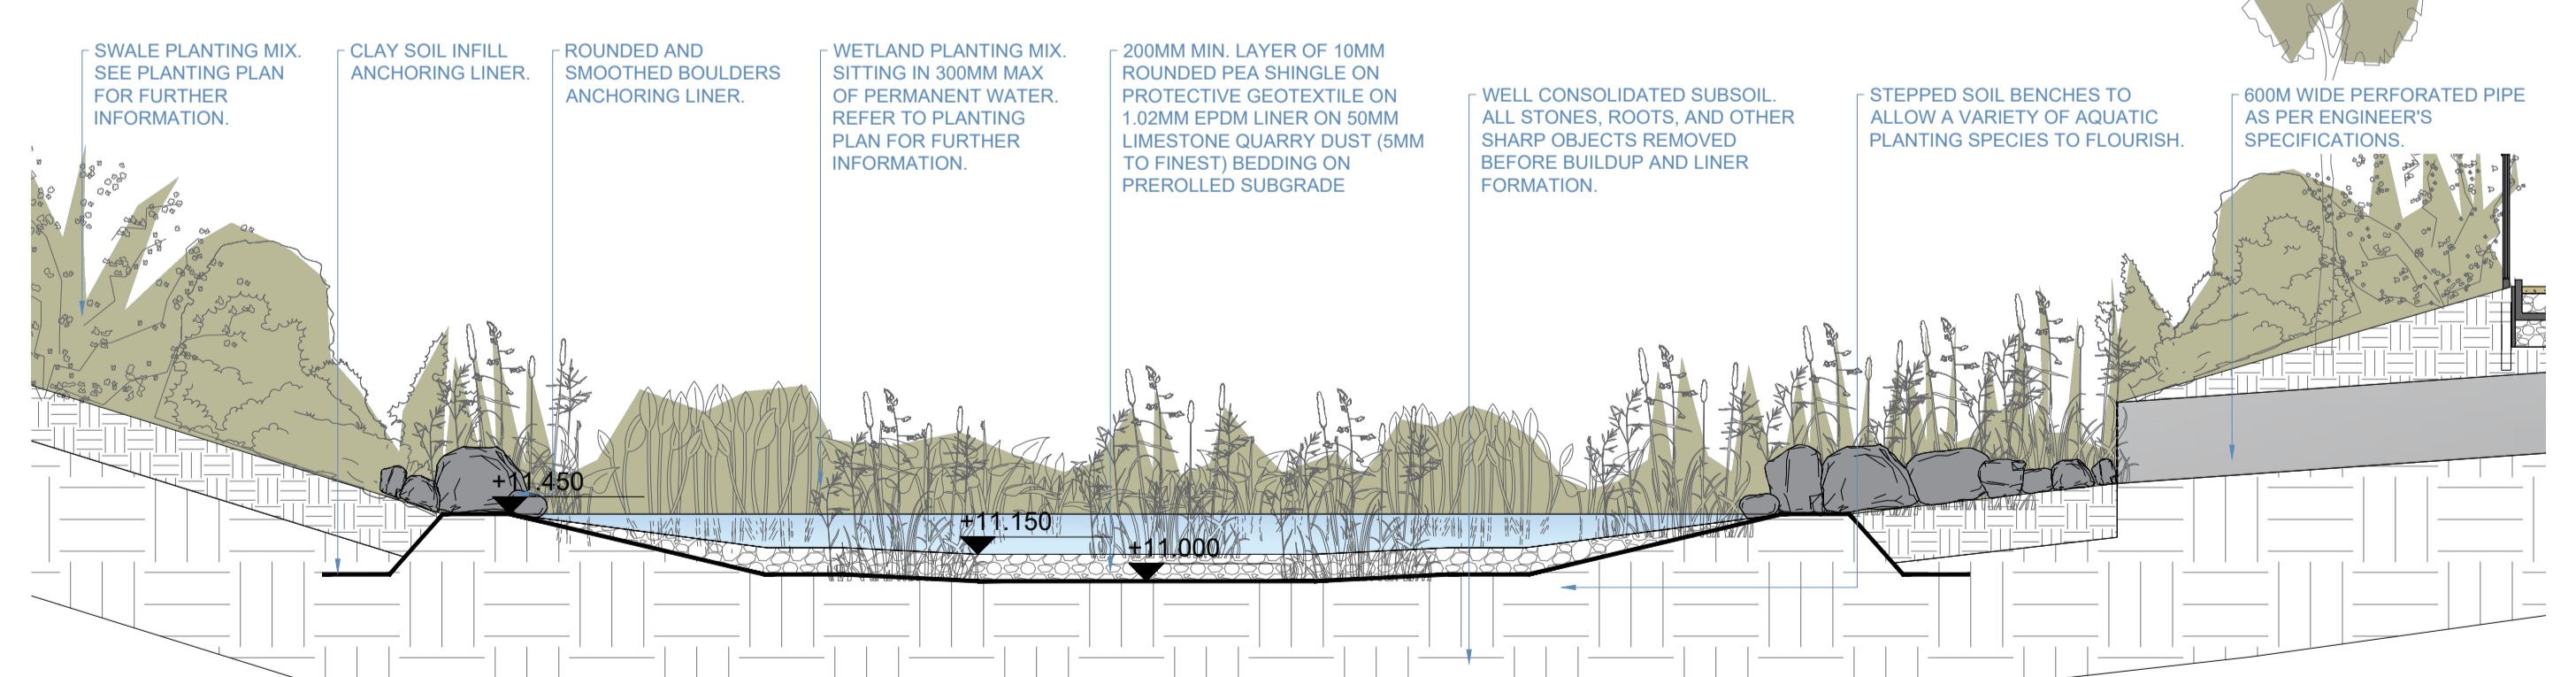 SWALE PLANTING MIX.
SEE PLANTING PLAN
FOR FURTHER
INFORMATION.
CLAY SOIL INFILL
ANCHORING LINER.
ROUNDED AND
SMOOTHED BOULDERS
ANCHORING LINER.
WETLAND PLANTING MIX.
SITTING IN 300MM MAX
OF PERMANENT WATER.
REFER TO PLANTING
PLAN FOR FURTHER
INFORMATION.
200MM MIN. LAYER OF 10MM
ROUNDED PEA SHINGLE ON
PROTECTIVE GEOTEXTILE ON
1.02MM EPDM LINER ON 50MM
LIMESTONE QUARRY DUST (5MM
TO FINEST) BEDDING ON
PREROLLED SUBGRADE
WELL CONSOLIDATED SUBSOIL.
ALL STONES, ROOTS, AND OTHER
SHARP OBJECTS REMOVED
BEFORE BUILDUP AND LINER
FORMATION.
STEPPED SOIL BENCHES TO
ALLOW A VARIETY OF AQUATIC
PLANTING SPECIES TO FLOURISH.
600M WIDE PERFORATED PIPE
AS PER ENGINEER'S
SPECIFICATIONS.
+11.450
+11.150
+11.000